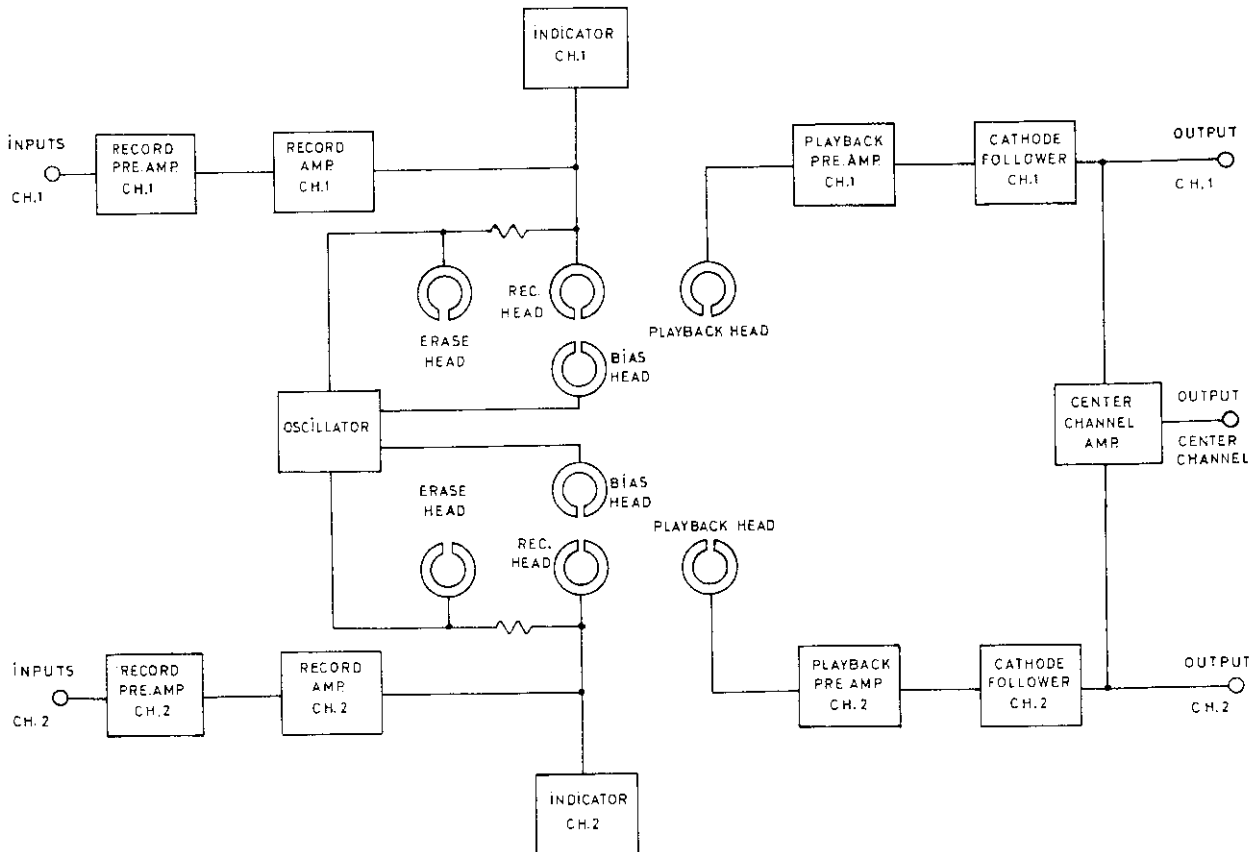 INDICATOR
CH.1
INPUTS
CH.1
RECORD
PRE.AMP.
CH.1
RECORD
AMP.
CH.1
PLAYBACK
PRE.AMP.
CH.1
CATHODE
FOLLOWER
CH.1
OUTPUT
CH.1
ERASE
HEAD
REC.
HEAD
BIAS
HEAD
PLAYBACK HEAD
OSCILLATOR
CENTER
CHANNEL
AMP.
OUTPUT
CENTER
CHANNEL
ERASE
HEAD
BIAS
HEAD
REC.
HEAD
PLAYBACK HEAD
INPUTS
CH.2
RECORD
PRE.AMP
CH.2
RECORD
AMP.
CH.2
PLAYBACK
PRE AMP
CH.2
CATHODE
FOLLOWER
CH.2
OUTPUT
CH.2
INDICATOR
CH.2